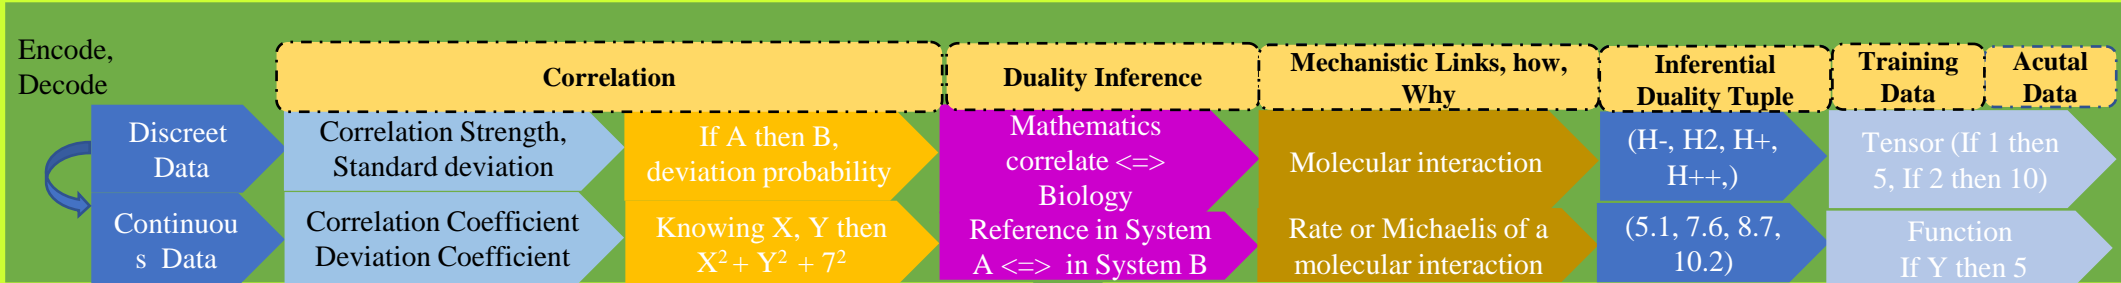 Encode,
Decode
Correlation
Duality Inference
Mechistic Links, how,
Why
Inferential
Duality Tuple
Training
Data
Acutal
Data
Discreet
Data
Correlation Strength,
Standard deviation
If A then B,
deviation probability
Mathematics
correlate <=>
Biology
Molecular interaction
(H-, H2, H+,
H++,)
Tensor (If 1 then
5, If 2 then 10)
Continuou
s Data
Correlation Coefficient
Deviation Coefficient
Knowing X, Y then
X² + Y² + 7²
Reference in System
A <=> in System B
Rate or Michaelis of a
molecular interaction
(5.1, 7.6, 8.7,
10.2)
Function
If Y then 5